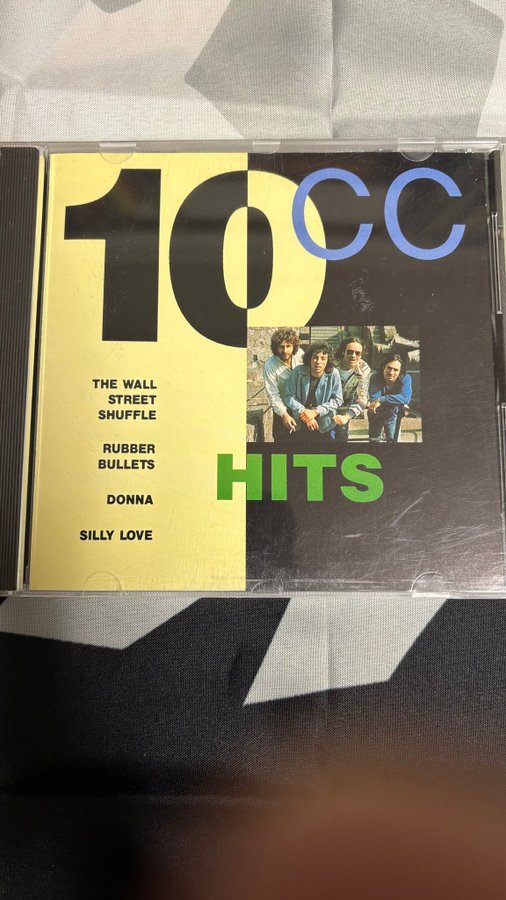 10CC
THE WALL
STREET
SHUFFLE
RUBBER
BULLETS
HITS
DONNA
SILLY LOVE